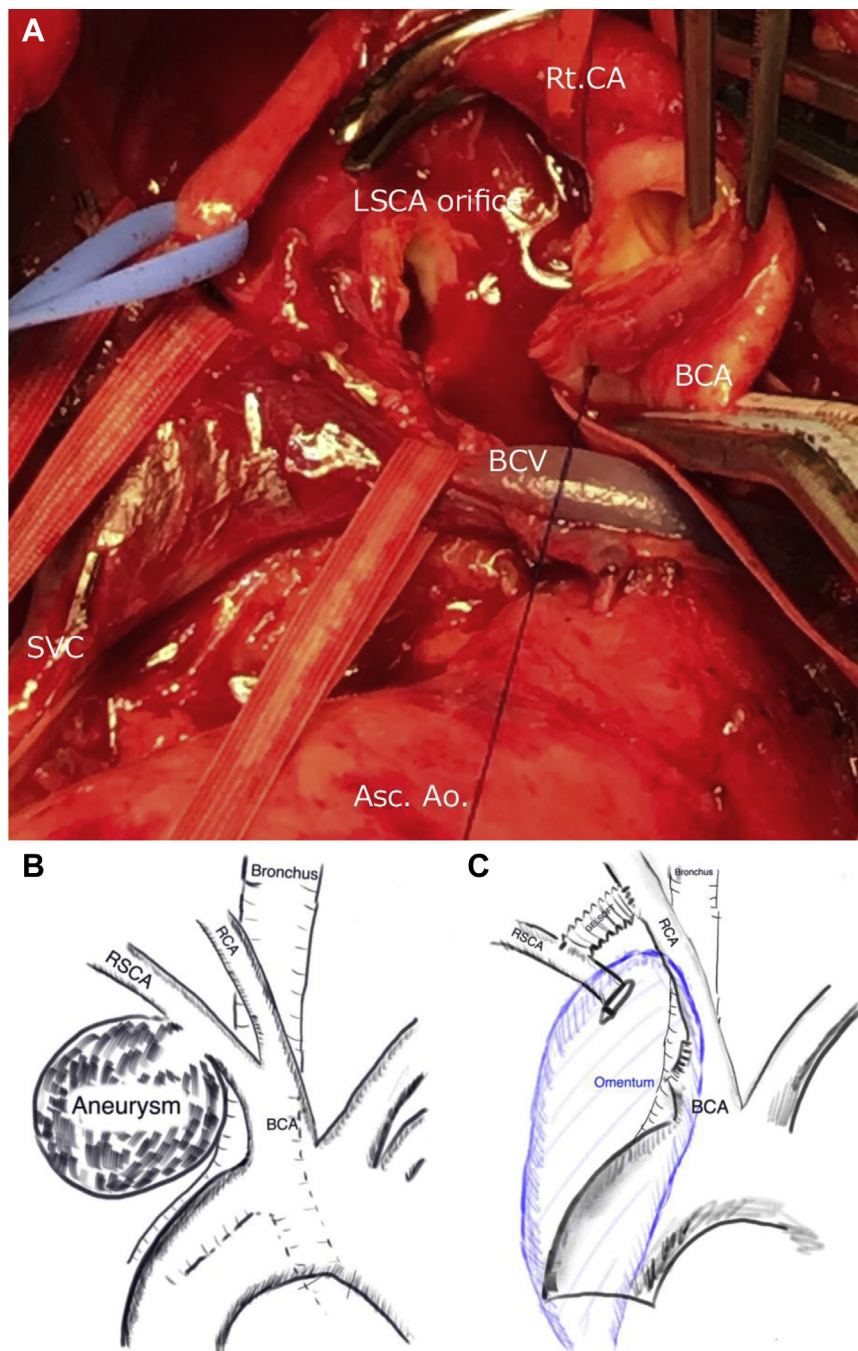 A
Rt.CA
LSCA orifice
BCA
BCV
SVC
Asc. Ao.
B
Bronchus
RCA
RSCA
Aneurysm
BCA
C
Bronchus
GELSOFT
RCA
RSCA
Omentum
BCA